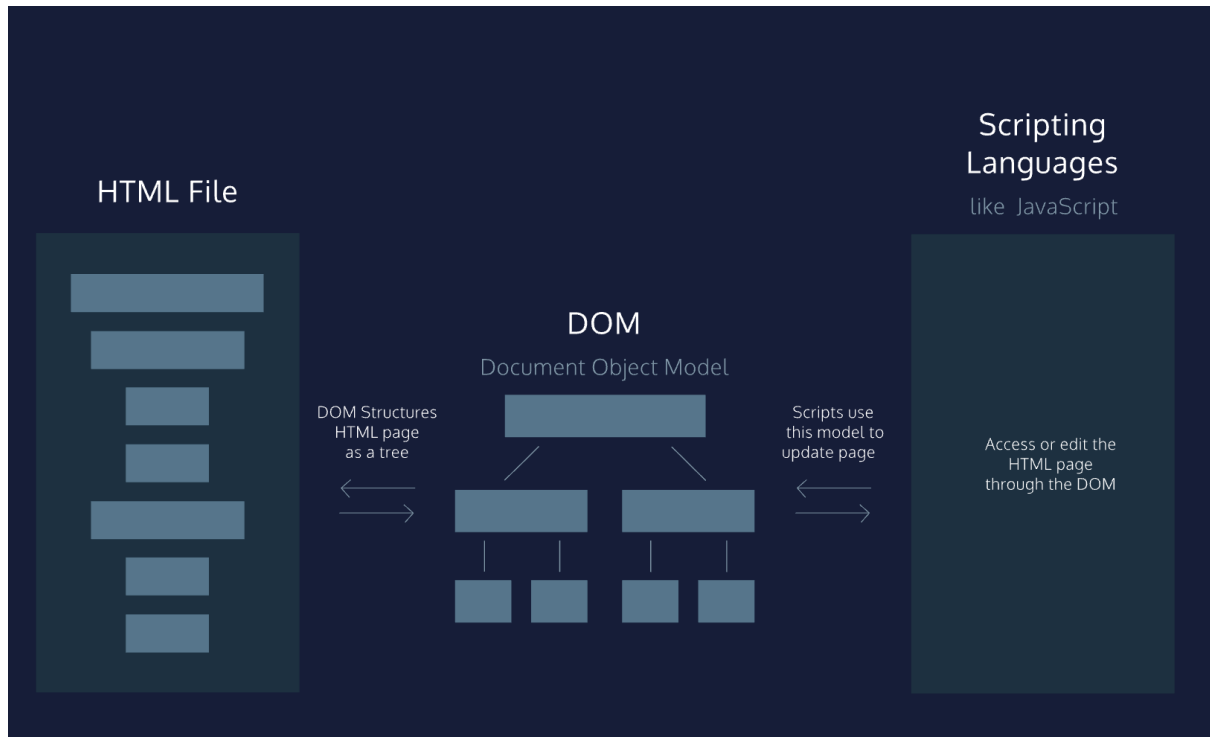 HTML File
DOM Structures
HTML page
as a tree
DOM
Document Object Model
Scripts use
this model to
update page
Scripting
Languages
like JavaScript
Access or edit the
HTML page
through the DOM